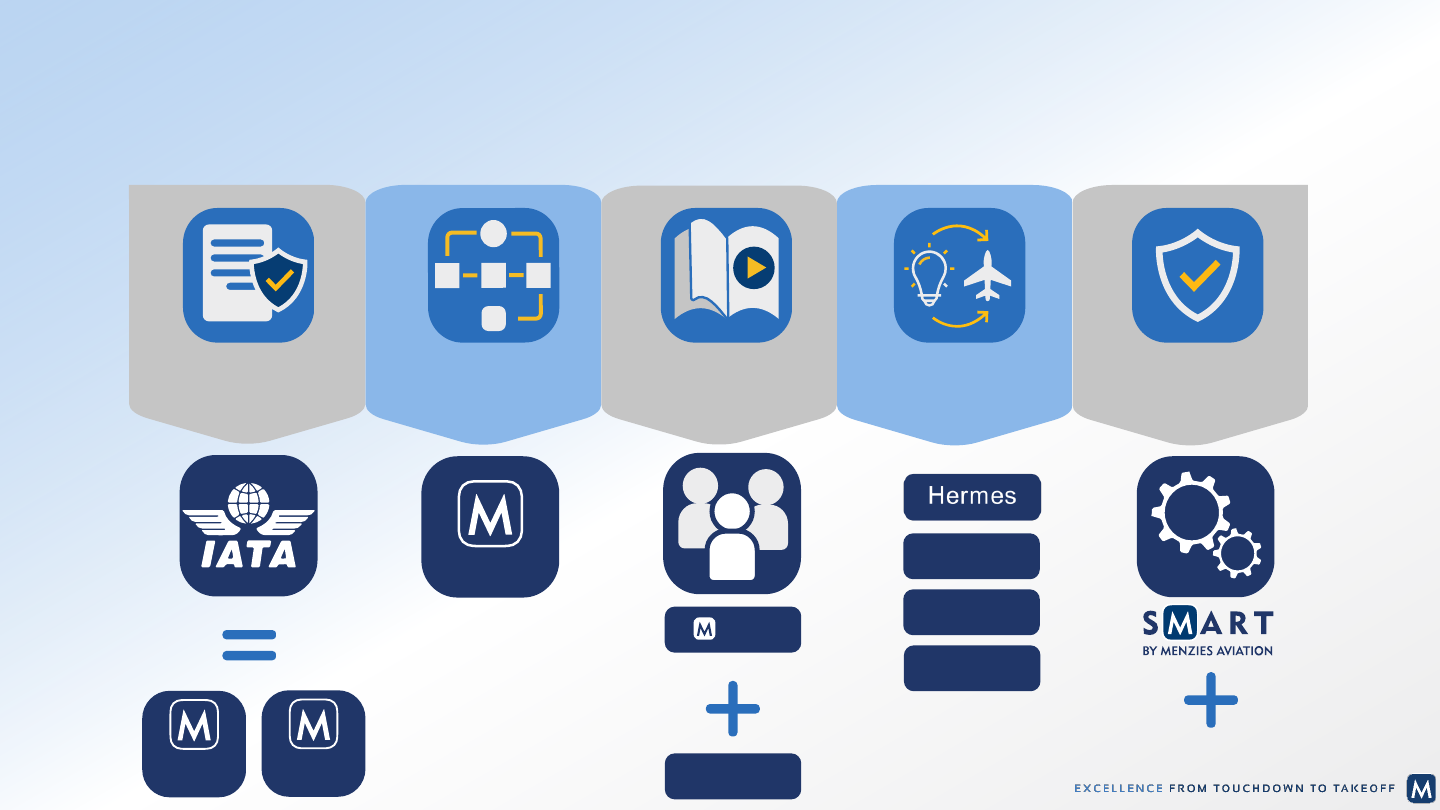 IATA
M
Hermes
M
SMART
BY MENZIES AVIATION
M
M
EXCELLENCE FROM TOUCHDOWN TO TAKEOFF M